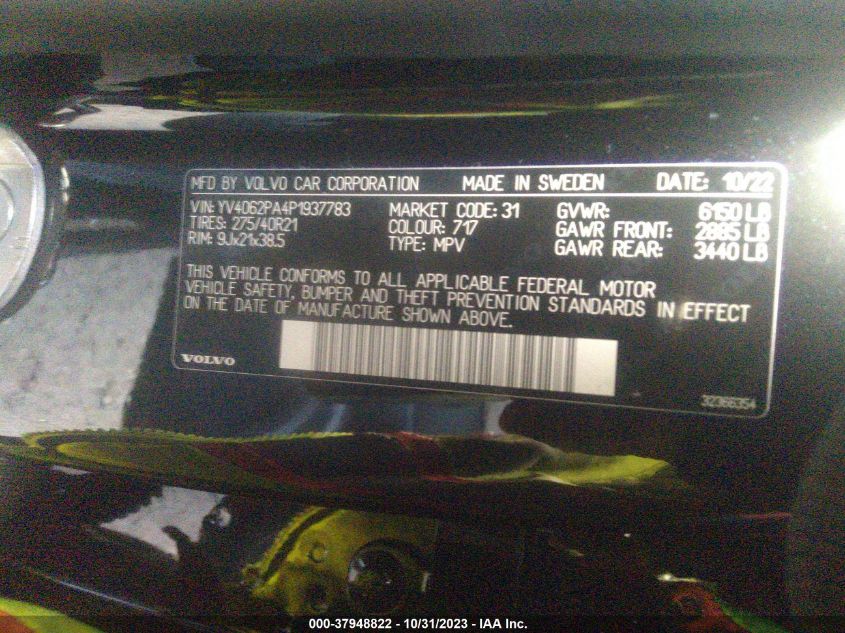 MFD BY VOLVO CAR CORPORATION MADE IN SWEDEN DATE: 10/22
VIN: YV4062PA4P1937783 MARKET CODE: 31 GVWR: 6150 LB
TIRES: 275/40R21 COLOUR: 717 GAWR FRONT: 2885 LB
RIM: 9Jx21x38.5 TYPE: MPV GAWR REAR: 3440 LB
THIS VEHICLE CONFORMS TO ALL APPLICABLE FEDERAL MOTOR
VEHICLE SAFETY, BUMPER AND THEFT PREVENTION STANDARDS IN EFFECT
ON THE DATE OF MANUFACTURE SHOWN ABOVE.
VOLVO
32366354
000-37948822 - 10/31/2023 - IAA Inc.